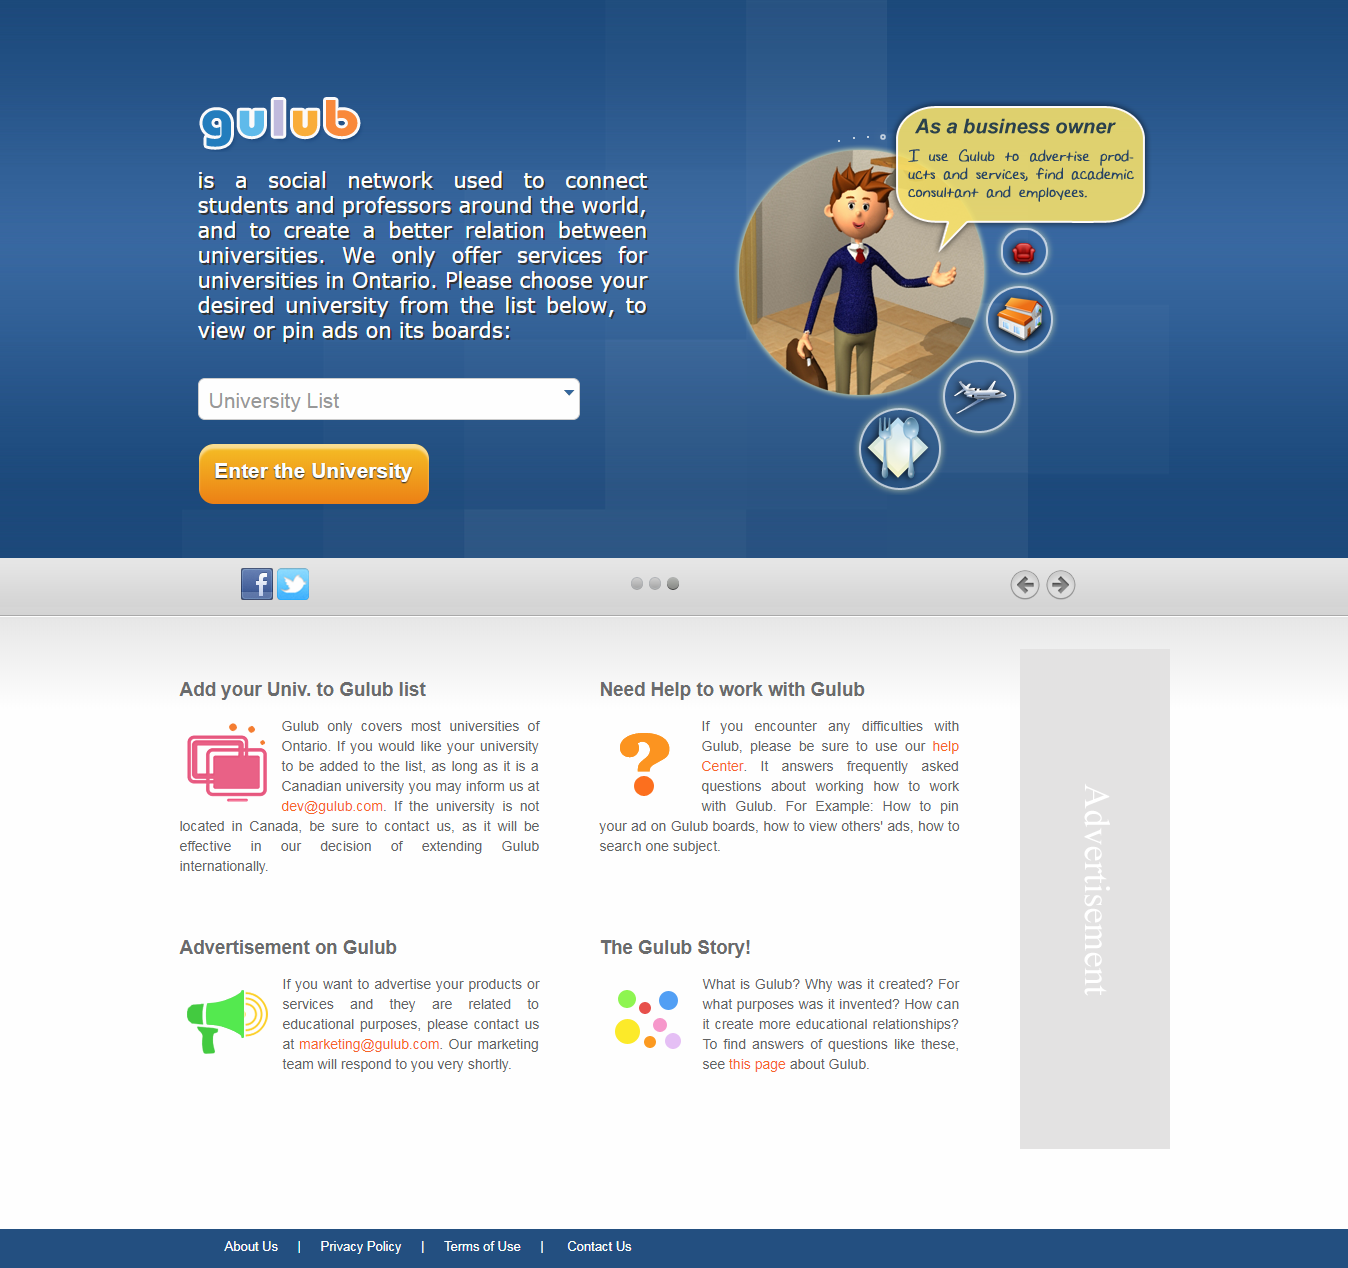 gulub
is a social network used to connect
students and professors around the world,
and to create a better relation between
universities. We only offer services for
universities in Ontario. Please choose your
desired university from the list below, to
view or pin ads on its boards:
University List
Enter the University
As a business owner
I use Gulub to advertise prod-
ucts and services, find academic
consultant and employees.
Add your Univ. to Gulub list
Gulub only covers most universities of
Ontario. If you would like your university
to be added to the list, as long as it is a
Canadian university you may inform us at
dev@gulub.com. If the university is not
located in Canada, be sure to contact us, as it will be
effective in our decision of extending Gulub
internationally.
Need Help to work with Gulub
If you encounter any difficulties with
Gulub, please be sure to use our help
Center. It answers frequently asked
questions about working how to work
with Gulub. For Example: How to pin
your ad on Gulub boards, how to view others' ads, how to
search one subject.
Advertisement
Advertisement on Gulub
If you want to advertise your products or
services and they are related to
educational purposes, please contact us
at marketing@gulub.com. Our marketing
team will respond to you very shortly.
The Gulub Story!
What is Gulub? Why was it created? For
what purposes was it invented? How can
it create more educational relationships?
To find answers of questions like these,
see this page about Gulub.
About Us | Privacy Policy | Terms of Use | Contact Us